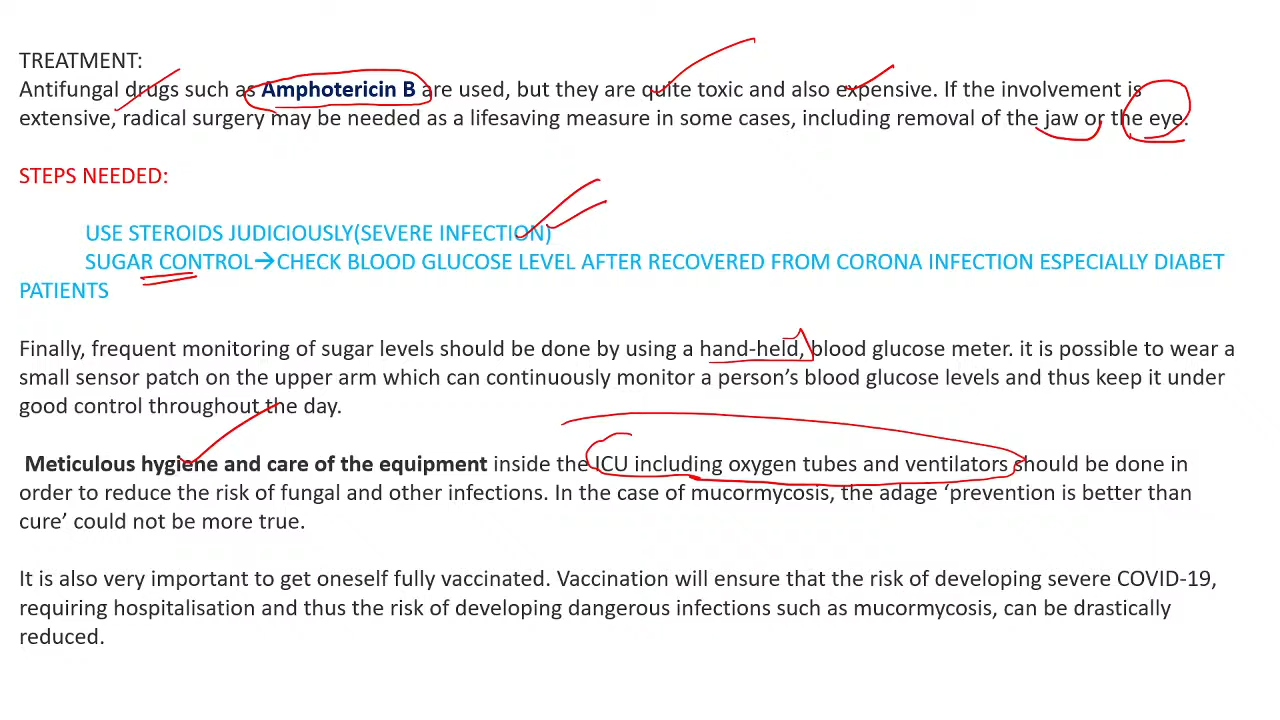 TREATMENT:
Antifungal drugs such as Amphotericin B are used, but they are quite toxic and also expensive. If the involvement is
extensive, radical surgery may be needed as a lifesaving measure in some cases, including removal of the jaw or the eye.
STEPS NEEDED:
USE STEROIDS JUDICIOUSLY(SEVERE INFECTION)
SUGAR CONTROL→CHECK BLOOD GLUCOSE LEVEL AFTER RECOVERED FROM CORONA INFECTION ESPECIALLY DIABET
PATIENTS
Finally, frequent monitoring of sugar levels should be done by using a hand-held, blood glucose meter. it is possible to wear a
small sensor patch on the upper arm which can continuously monitor a person's blood glucose levels and thus keep it under
good control throughout the day.
Meticulous hygiene and care of the equipment inside the ICU including oxygen tubes and ventilators should be done in
order to reduce the risk of fungal and other infections. In the case of mucormycosis, the adage ‘prevention is better than
cure’ could not be more true.
It is also very important to get oneself fully vaccinated. Vaccination will ensure that the risk of developing severe COVID-19,
requiring hospitalisation and thus the risk of developing dangerous infections such as mucormycosis, can be drastically
reduced.